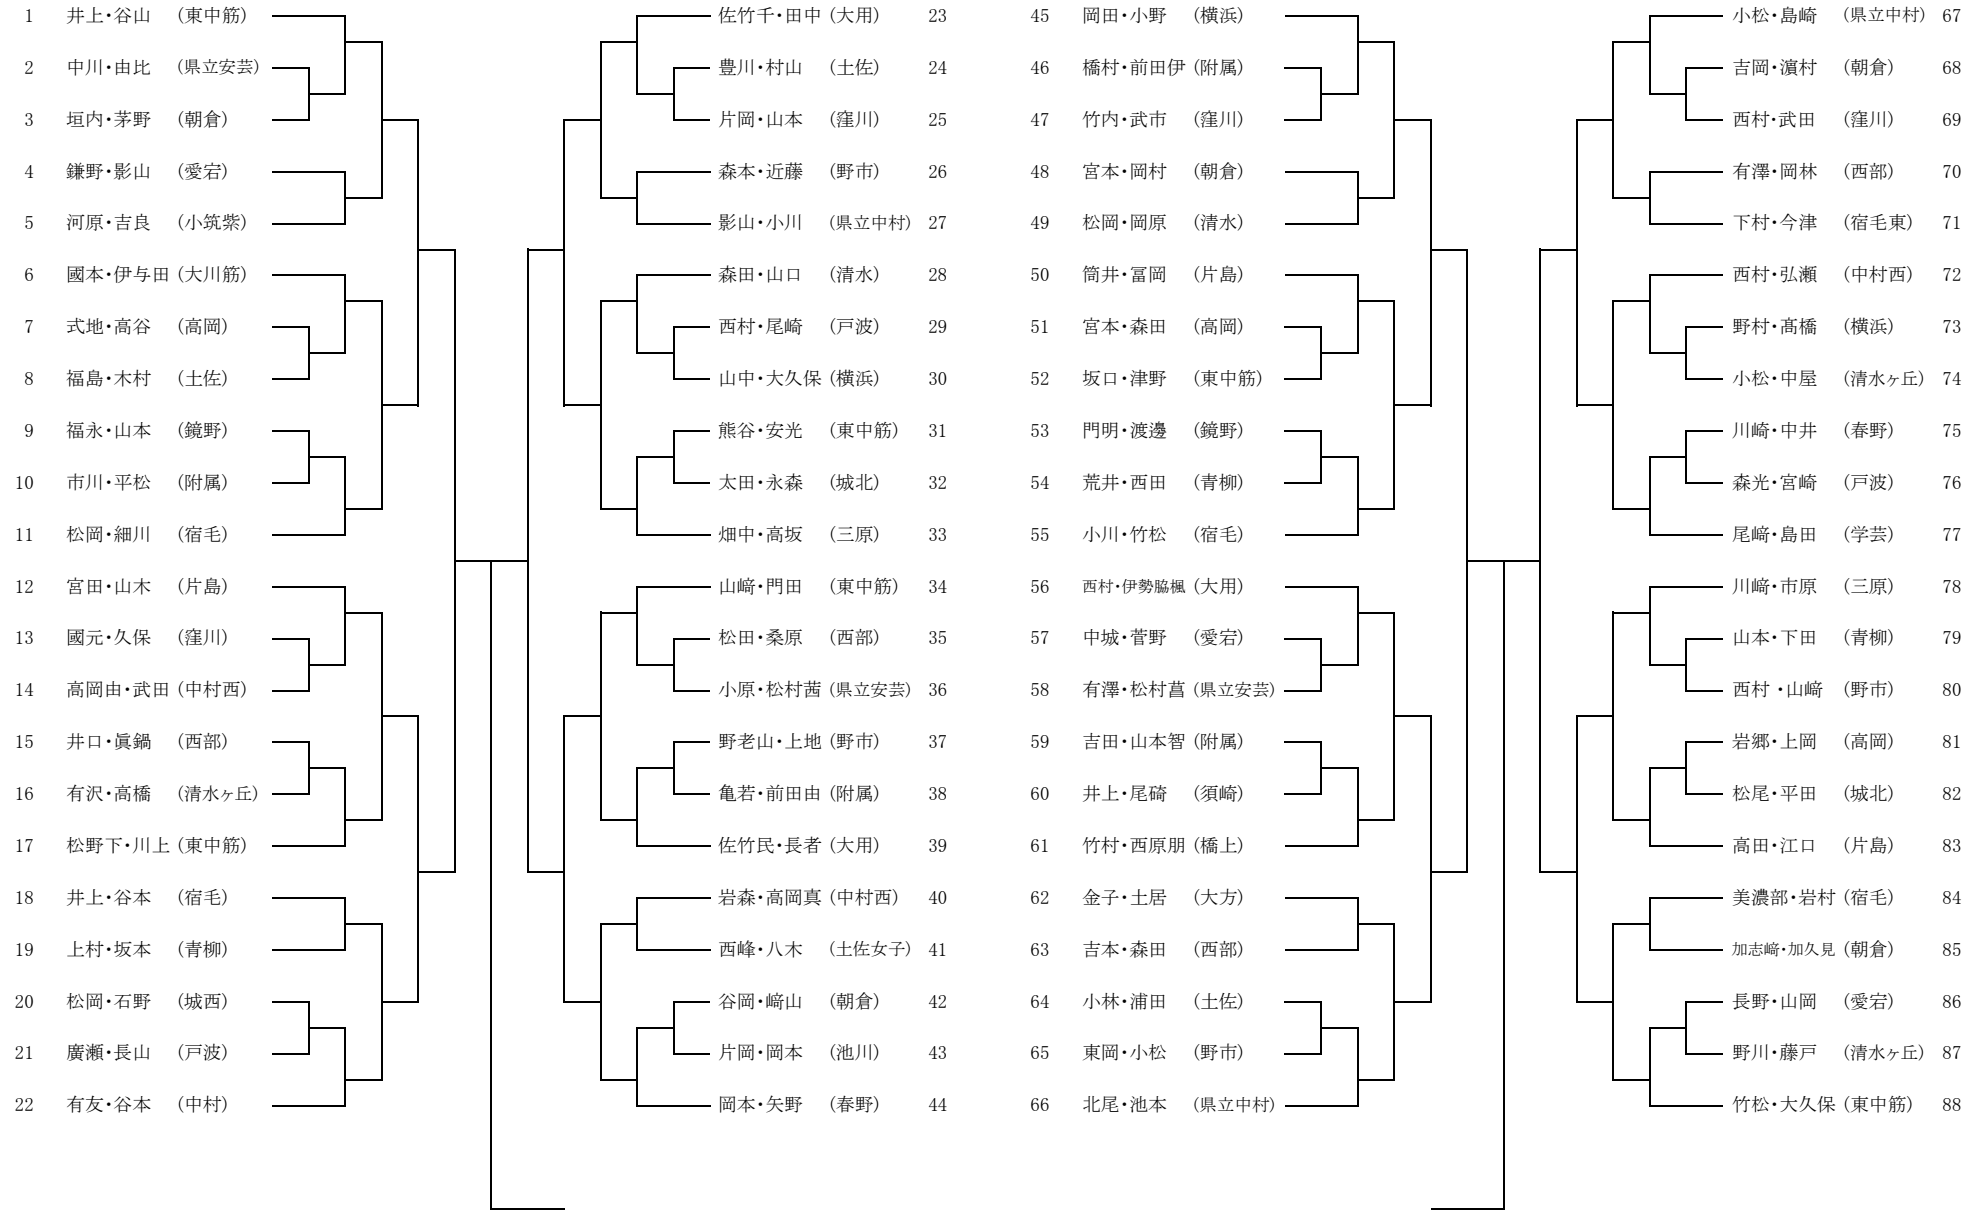 1 井上・谷山 (東中筋) 佐竹千・田中 (大用) 23 45 岡田・小野 (横浜) 小松・島崎 (県立中村) 67
2 中川・由比 (県立安芸) 豊川・村山 (土佐) 24 46 橋村・前田伊 (附属) 吉岡・濵村 (朝倉) 68
3 垣内・茅野 (朝倉) 片岡・山本 (窪川) 25 47 竹内・武市 (窪川) 西村・武田 (窪川) 69
4 鎌野・影山 (愛宕) 森本・近藤 (野市) 26 48 宮本・岡村 (朝倉) 有澤・岡林 (西部) 70
5 河原・吉良 (小筑紫) 影山・小川 (県立中村) 27 49 松岡・岡原 (清水) 下村・今津 (宿毛東) 71
6 國本・伊与田 (大川筋) 森田・山口 (清水) 28 50 筒井・冨岡 (片島) 西村・弘瀬 (中村西) 72
7 式地・高谷 (高岡) 西村・尾崎 (戸波) 29 51 宮本・森田 (高岡) 野村・髙橋 (横浜) 73
8 福島・木村 (土佐) 山中・大久保 (横浜) 30 52 坂口・津野 (東中筋) 小松・中屋 (清水ヶ丘) 74
9 福永・山本 (鏡野) 熊谷・安光 (東中筋) 31 53 門明・渡邊 (鏡野) 川崎・中井 (春野) 75
10 市川・平松 (附属) 太田・永森 (城北) 32 54 荒井・西田 (青柳) 森光・宮崎 (戸波) 76
11 松岡・細川 (宿毛) 畑中・高坂 (三原) 33 55 小川・竹松 (宿毛) 尾﨑・島田 (学芸) 77
12 宮田・山木 (片島) 山﨑・門田 (東中筋) 34 56 西村・伊勢脇楓 (大用) 川﨑・市原 (三原) 78
13 國元・久保 (窪川) 松田・桑原 (西部) 35 57 中城・菅野 (愛宕) 山本・下田 (青柳) 79
14 高岡由・武田 (中村西) 小原・松村茜 (県立安芸) 36 58 有澤・松村菖 (県立安芸) 西村・山﨑 (野市) 80
15 井口・眞鍋 (西部) 野老山・上地 (野市) 37 59 吉田・山本智 (附属) 岩郷・上岡 (高岡) 81
16 有沢・高橋 (清水ヶ丘) 亀若・前田由 (附属) 38 60 井上・尾碕 (須崎) 松尾・平田 (城北) 82
17 松野下・川上 (東中筋) 佐竹民・長者 (大用) 39 61 竹村・西原朋 (橋上) 高田・江口 (片島) 83
18 井上・谷本 (宿毛) 岩森・高岡真 (中村西) 40 62 金子・土居 (大方) 美濃部・岩村 (宿毛) 84
19 上村・坂本 (青柳) 西峰・八木 (土佐女子) 41 63 吉本・森田 (西部) 加志﨑・加久見 (朝倉) 85
20 松岡・石野 (城西) 谷岡・﨑山 (朝倉) 42 64 小林・浦田 (土佐) 長野・山岡 (愛宕) 86
21 廣瀬・長山 (戸波) 片岡・岡本 (池川) 43 65 東岡・小松 (野市) 野川・藤戸 (清水ヶ丘) 87
22 有友・谷本 (中村) 岡本・矢野 (春野) 44 66 北尾・池本 (県立中村) 竹松・大久保 (東中筋) 88